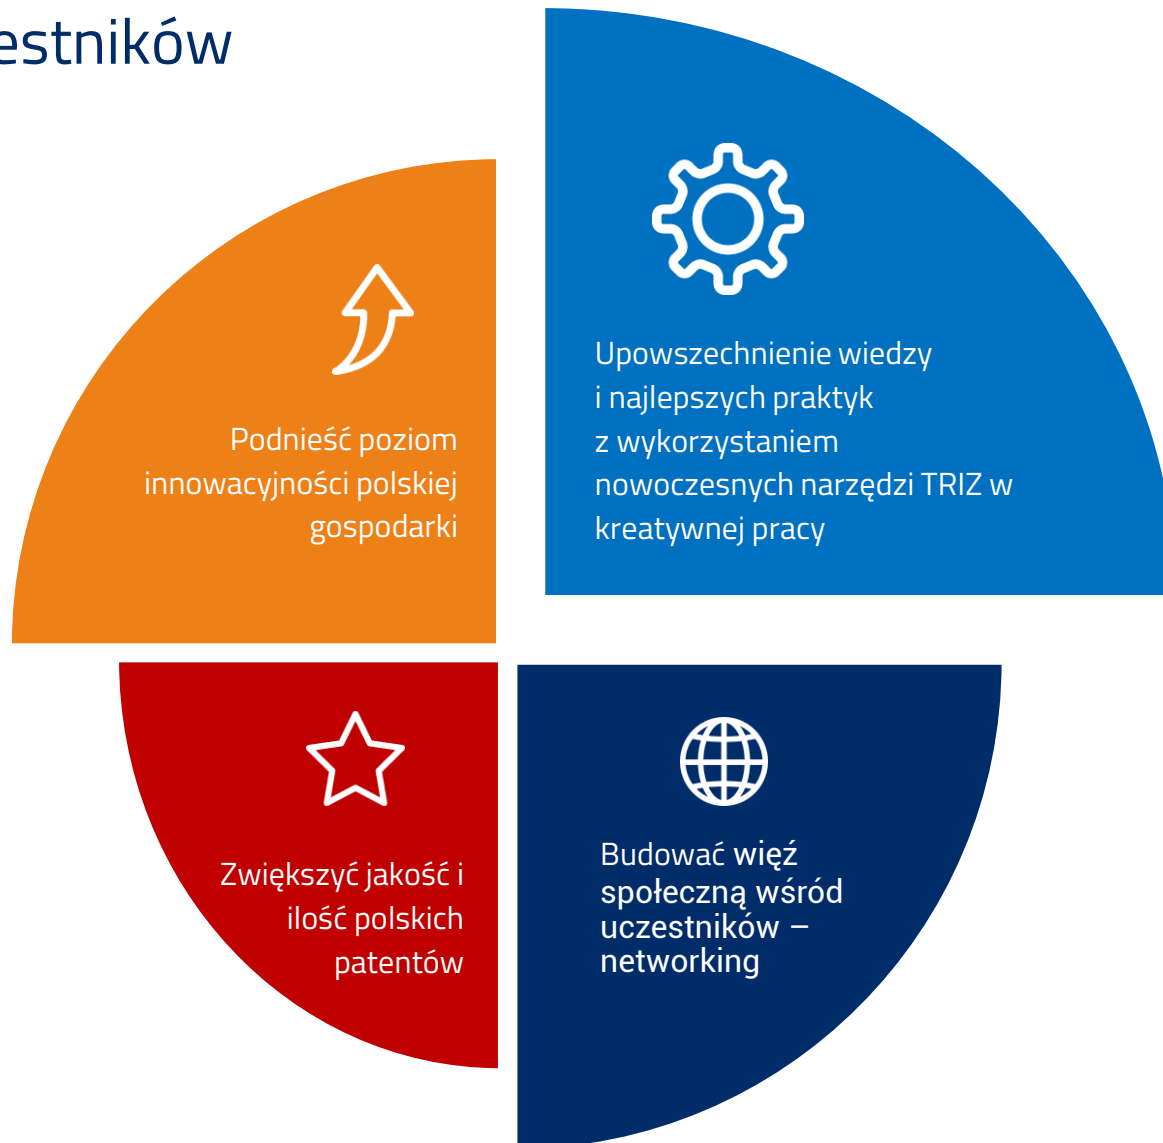 Podnieść poziom
innowacyjności polskiej
gospodarki
Upowszechnienie wiedzy
i najlepszych praktyk
z wykorzystaniem
nowoczesnych narzędzi TRIZ w
kreatywnej pracy
Zwiększyć jakość i
ilość polskich
patentów
Budować więź
społeczną wśród
uczestników –
networking